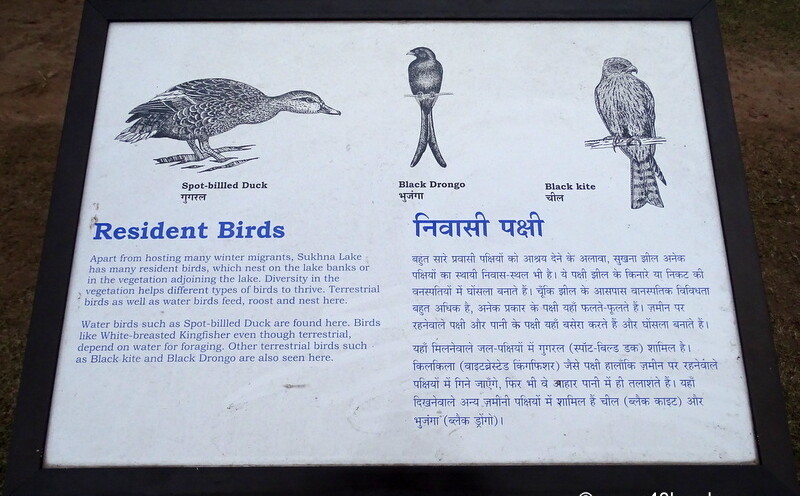 Spot-billled Duck
गुगरल
Black Drongo
भुजंगा
Black kite
चील
Resident Birds
Apart from hosting many winter migrants, Sukhna Lake
has many resident birds, which nest on the lake banks or
in the vegetation adjoining the lake. Diversity in the
vegetation helps different types of birds to thrive. Terrestrial
birds as well as water birds feed, roost and nest here.
Water birds such as Spot-billled Duck are found here. Birds
like White-breasted Kingfisher even though terrestrial,
depend on water for foraging. Other terrestrial birds such
as Black kite and Black Drongo are also seen here.
निवासी पक्षी
बहुत सारे प्रवासी पक्षियों को आश्रय देने के अलावा, सुखना झील अनेक
पक्षियों का स्थायी निवास-स्थल भी है। ये पक्षी झील के किनारे या निकट की
वनस्पतियों में घोंसला बनाते हैं। चूँकि झील के आसपास वानस्पतिक विविधता
बहुत अधिक है, अनेक प्रकार के पक्षी यहाँ फलते-फूलते हैं। ज़मीन पर
रहनेवाले पक्षी और पानी के पक्षी यहाँ बसेरा करते हैं और घोंसला बनाते हैं।
यहाँ मिलनेवाले जल-पक्षियों में गुगरल (स्पॉट-बिल्ड डक) शामिल है।
किलकिला (वाइटब्रेस्टेड किंगफिशर) जैसे पक्षी हालाँकि ज़मीन पर रहनेवाले
पक्षियों में गिने जाएँगे, फिर भी वे आहार पानी में ही तलाशते हैं। यहाँ
दिखनेवाले अन्य ज़मीनी पक्षियों में शामिल हैं चील (ब्लैक काइट) और
भुजंगा (ब्लैक ड्रोंगो)।